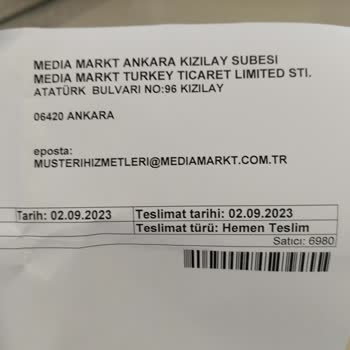 MEDIA MARKT ANKARA KIZILAY SUBESI
MEDIA MARKT TURKEY TICARET LIMITED STI.
ATATÜRK BULVARI NO:96 KIZILAY
06420 ANKARA
eposta:
MUSTERIHIZMETLERI@MEDIAMARKT.COM.TR
Tarih: 02.09.2023 Teslimat tarihi: 02.09.2023
Teslimat türü: Hemen Teslim
Satıcı: 6980